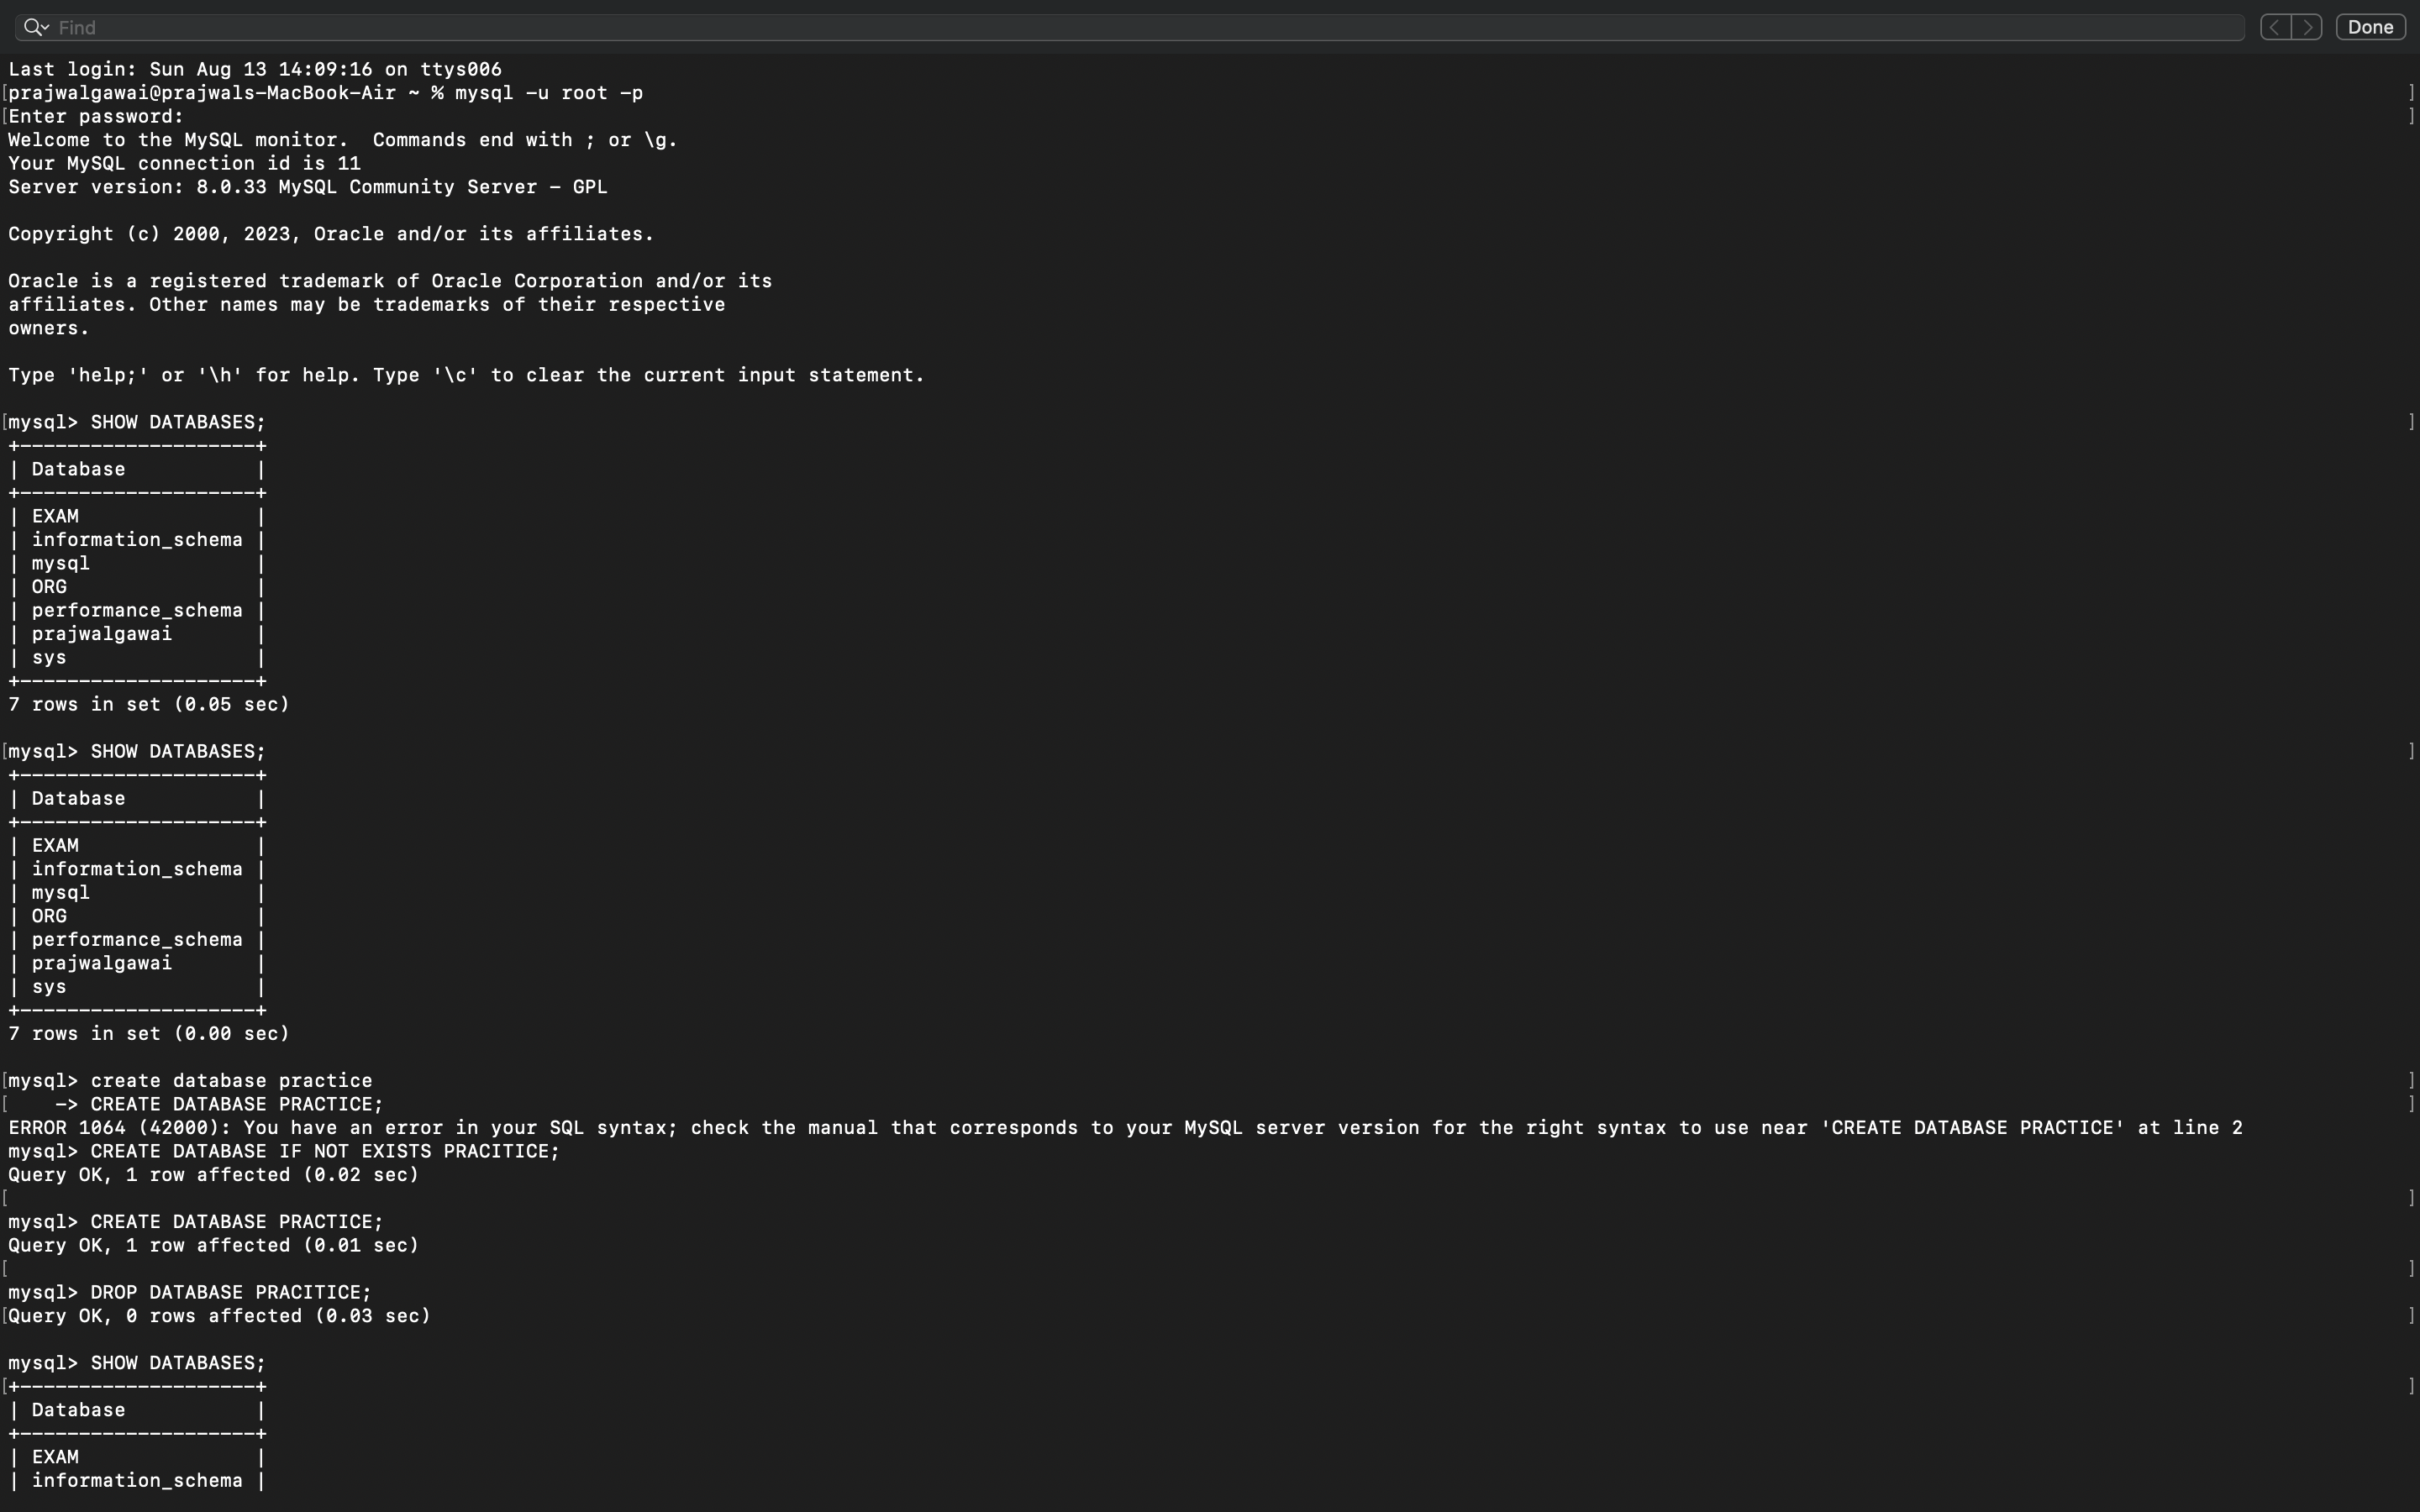 Find
Done
Last login: Sun Aug 13 14:09:16 on ttys006
[prajwalgawai@prajwals-MacBook-Air ~ % mysql -u root -p ]
[Enter password: ]
Welcome to the MySQL monitor.  Commands end with ; or \g.
Your MySQL connection id is 11
Server version: 8.0.33 MySQL Community Server - GPL

Copyright (c) 2000, 2023, Oracle and/or its affiliates.

Oracle is a registered trademark of Oracle Corporation and/or its
affiliates. Other names may be trademarks of their respective
owners.

Type 'help;' or '\h' for help. Type '\c' to clear the current input statement.

[mysql> SHOW DATABASES; ]
+--------------------+
| Database           |
+--------------------+
| EXAM               |
| information_schema |
| mysql              |
| ORG                |
| performance_schema |
| prajwalgawai       |
| sys                |
+--------------------+
7 rows in set (0.05 sec)

[mysql> SHOW DATABASES; ]
+--------------------+
| Database           |
+--------------------+
| EXAM               |
| information_schema |
| mysql              |
| ORG                |
| performance_schema |
| prajwalgawai       |
| sys                |
+--------------------+
7 rows in set (0.00 sec)

[mysql> create database practice ]
[    -> CREATE DATABASE PRACTICE; ]
ERROR 1064 (42000): You have an error in your SQL syntax; check the manual that corresponds to your MySQL server version for the right syntax to use near 'CREATE DATABASE PRACTICE' at line 2
mysql> CREATE DATABASE IF NOT EXISTS PRACITICE;
Query OK, 1 row affected (0.02 sec)
[ ]
mysql> CREATE DATABASE PRACTICE;
Query OK, 1 row affected (0.01 sec)
[ ]
mysql> DROP DATABASE PRACITICE;
[Query OK, 0 rows affected (0.03 sec) ]

mysql> SHOW DATABASES;
[+--------------------+ ]
| Database           |
+--------------------+
| EXAM               |
| information_schema |